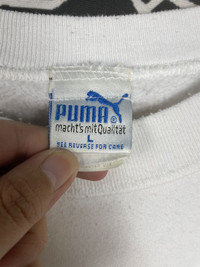 PUMA®
macht's mit Qualität
L
SEE REVERSE FOR CARE